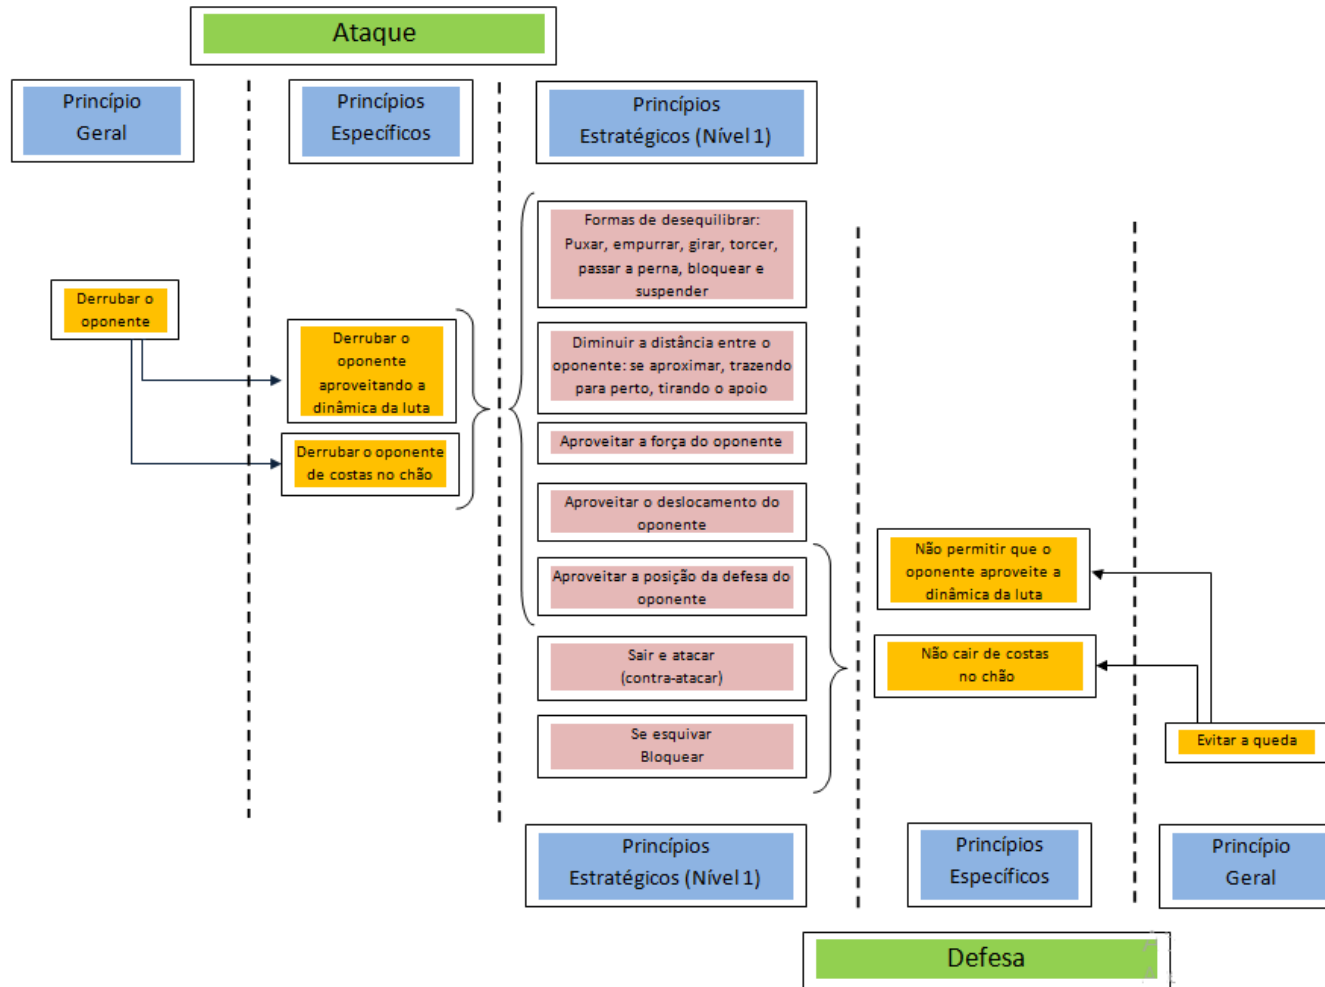 Ataque
Princípio
Geral
Princípios
Específicos
Princípios
Estratégicos (Nível 1)
Derrubar o
oponente
Derrubar o
oponente
aproveitando a
dinâmica da luta
Derrubar o oponente
de costas no chão
Formas de desequilibrar:
Puxar, empurrar, girar, torcer,
passar a perna, bloquear e
suspender
Diminuir a distância entre o
oponente: se aproximar, trazendo
para perto, tirando o apoio
Aproveitar a força do oponente
Aproveitar o deslocamento do
oponente
Aproveitar a posição da defesa do
oponente
Sair e atacar
(contra-atacar)
Se esquivar
Bloquear
Não permitir que o
oponente aproveite a
dinâmica da luta
Não cair de costas
no chão
Evitar a queda
Princípios
Estratégicos (Nível 1)
Princípios
Específicos
Princípio
Geral
Defesa